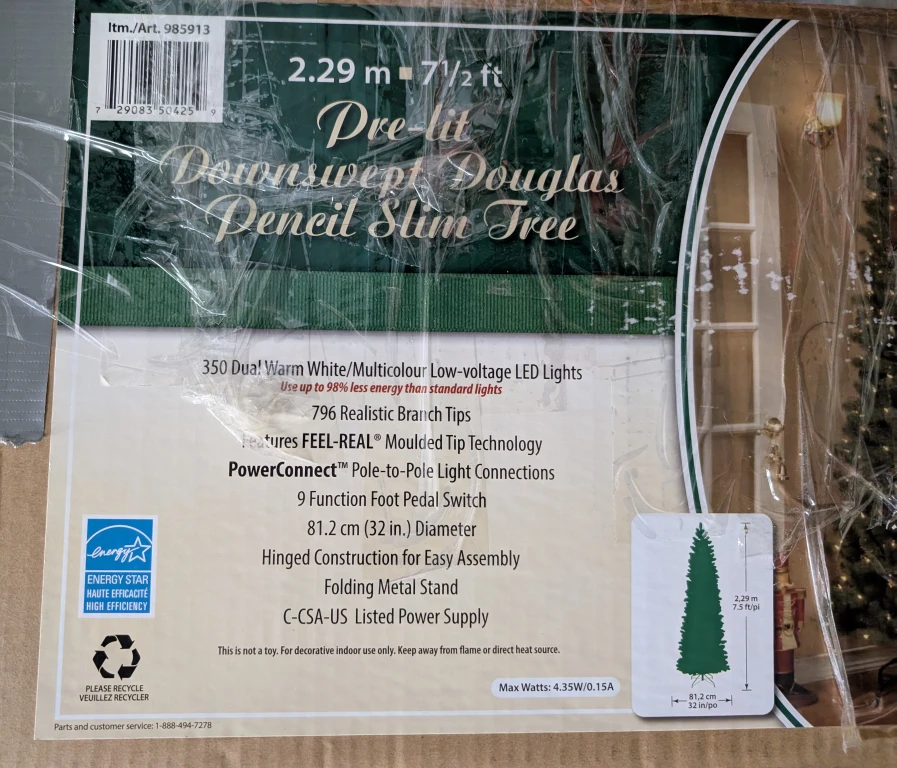 Itm./Art. 985913
7 29083 50425 9
2.29 m ▪ 7 1/2 ft
Pre-lit
Downswept Douglas
Pencil Slim Tree
350 Dual Warm White/Multicolour Low-voltage LED Lights
Use up to 98% less energy than standard lights
796 Realistic Branch Tips
Features FEEL-REAL® Moulded Tip Technology
PowerConnect™ Pole-to-Pole Light Connections
9 Function Foot Pedal Switch
81.2 cm (32 in.) Diameter
Hinged Construction for Easy Assembly
Folding Metal Stand
C-CSA-US Listed Power Supply
This is not a toy. For decorative indoor use only. Keep away from flame or direct heat source.
Max Watts: 4.35W/0.15A
energy
ENERGY STAR
HAUTE EFFICACITÉ
HIGH EFFICIENCY
PLEASE RECYCLE
VEUILLEZ RECYCLER
Parts and customer service: 1-888-494-7278
2,29 m
7.5 ft/pi
81,2 cm
32 in/po